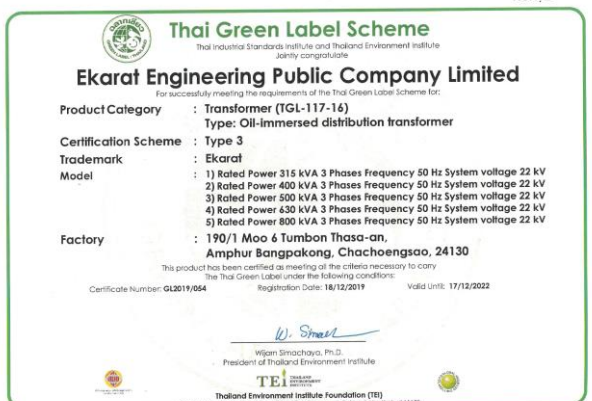 Thai Green Label Scheme
Thai Industrial Standards Institute and Thailand Environment Institute
Jointly congratulate
Ekarat Engineering Public Company Limited
For successfully meeting the requirements of the Thai Green Label Scheme for:
Product Category : Transformer (TGL-117-16)
Type: Oil-immersed distribution transformer
Certification Scheme : Type 3
Trademark : Ekarat
Model : 1) Rated Power 315 kVA 3 Phases Frequency 50 Hz System voltage 22 kV
2) Rated Power 400 kVA 3 Phases Frequency 50 Hz System voltage 22 kV
3) Rated Power 500 kVA 3 Phases Frequency 50 Hz System voltage 22 kV
4) Rated Power 630 kVA 3 Phases Frequency 50 Hz System voltage 22 kV
5) Rated Power 800 kVA 3 Phases Frequency 50 Hz System voltage 22 kV
Factory : 190/1 Moo 6 Tumbon Thasa-an,
Amphur Bangpakong, Chachoengsao, 24130
This product has been certified as meeting all the criteria necessary to carry
The Thai Green Label under the following conditions:
Certificate Number: GL2019/054 Registration Date: 18/12/2019 Valid Until: 17/12/2022
Wijarn Simachaya, Ph.D.
President of Thailand Environment Institute
TEI THAILAND ENVIRONMENT INSTITUTE
Thailand Environment Institute Foundation (TEI)